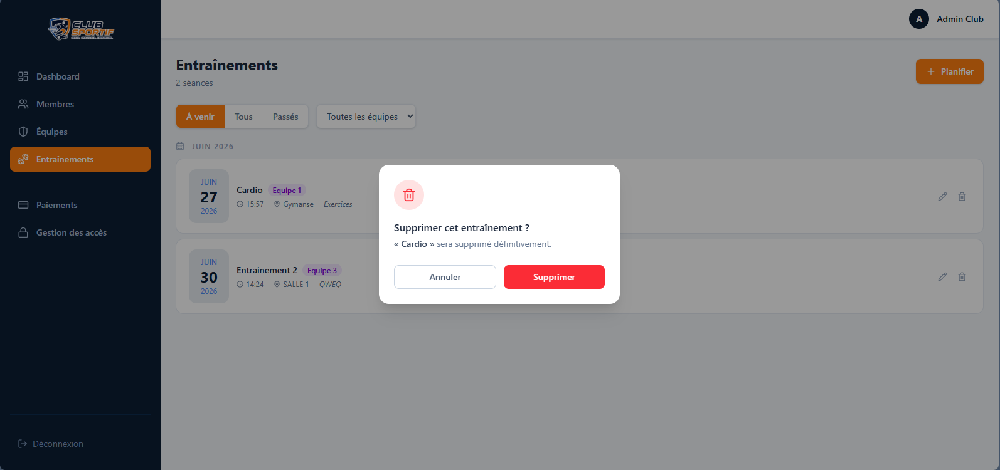 CLUB
SPORTIF
A
Admin Club
Dashboard
Membres
Équipes
Entraînements
Paiements
Gestion des accès
Déconnexion
Entraînements
2 séances
+ Planifier
À venir
Tous
Passés
Toutes les équipes
JUIN 2026
JUIN
27
2026
Cardio
Equipe 1
15:57
Gymanse
Exercices
JUIN
30
2026
Entrainement 2
Equipe 3
14:24
SALLE 1
QWEQ
Supprimer cet entraînement ?
« Cardio » sera supprimé définitivement.
Annuler
Supprimer